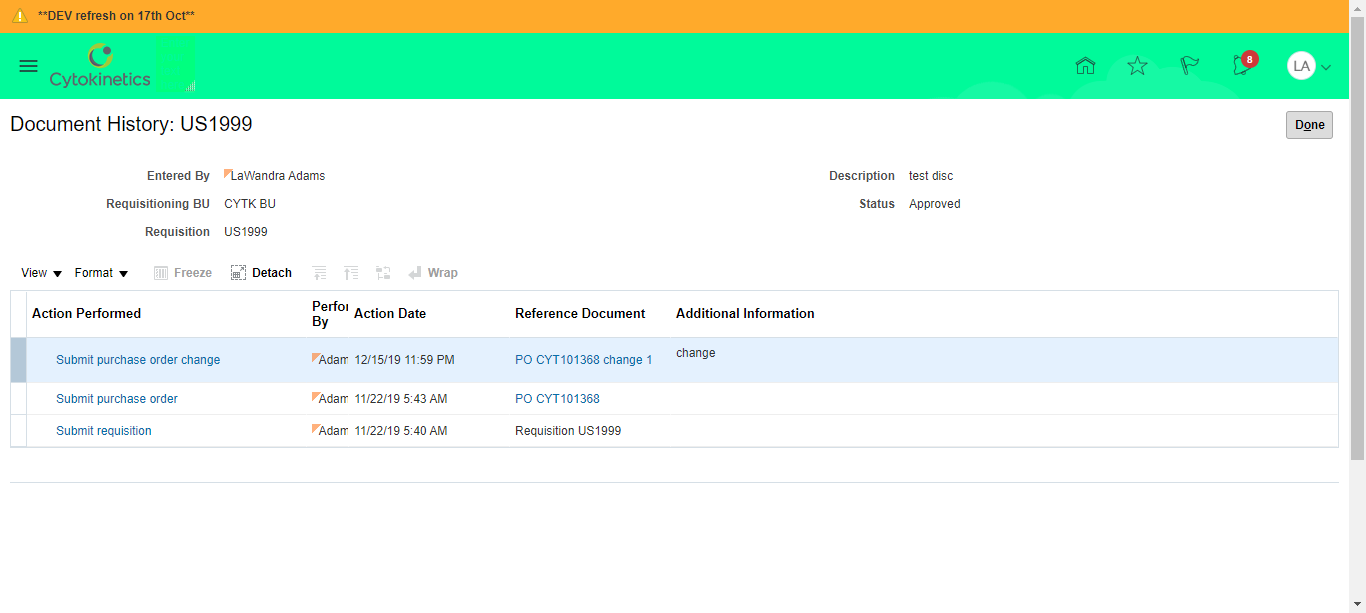 **DEV refresh on 17th Oct**
Cytokinetics
8
LA
Document History: US1999
Done
Entered By LaWandra Adams Description test disc
Requisitioning BU CYTK BU Status Approved
Requisition US1999
View Format Freeze Detach Wrap
Action Performed Perfor By Action Date Reference Document Additional Information
Submit purchase order change Adam 12/15/19 11:59 PM PO CYT101368 change 1 change
Submit purchase order Adam 11/22/19 5:43 AM PO CYT101368
Submit requisition Adam 11/22/19 5:40 AM Requisition US1999